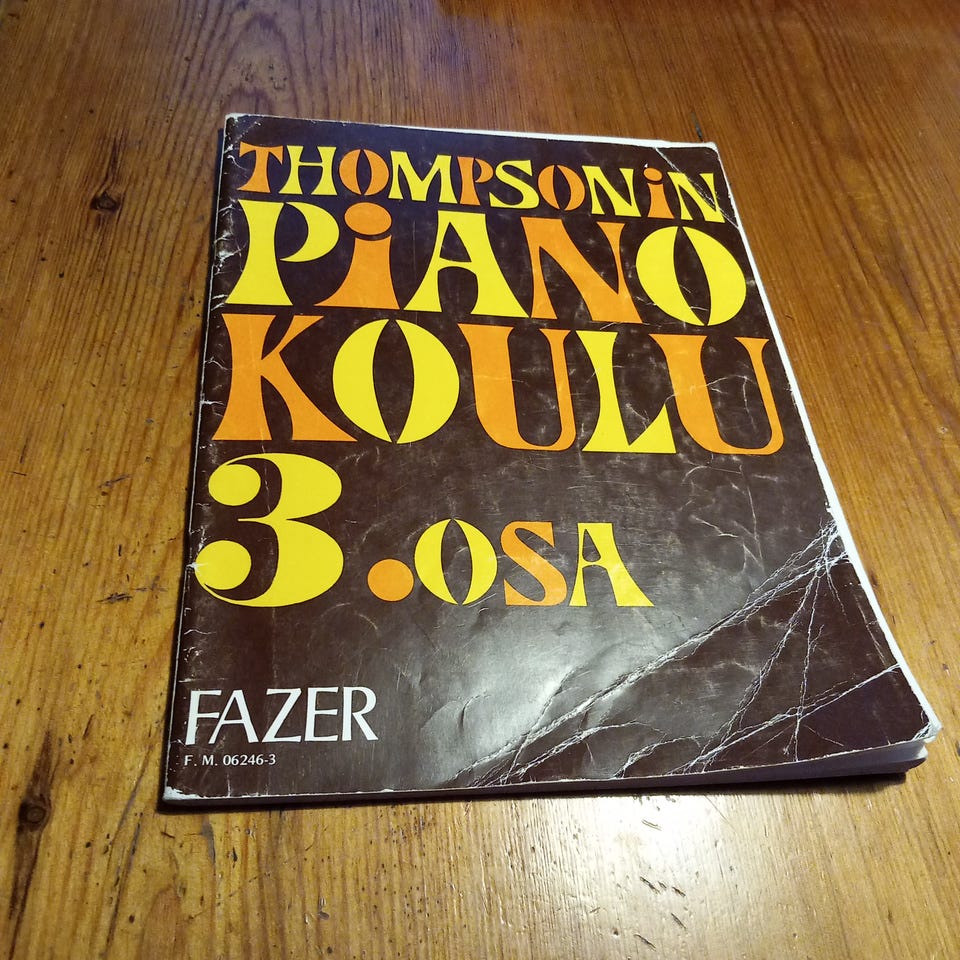 THOMPSONiN
PiANO
KOULU
3.OSA
FAZER
F. M. 06246-3